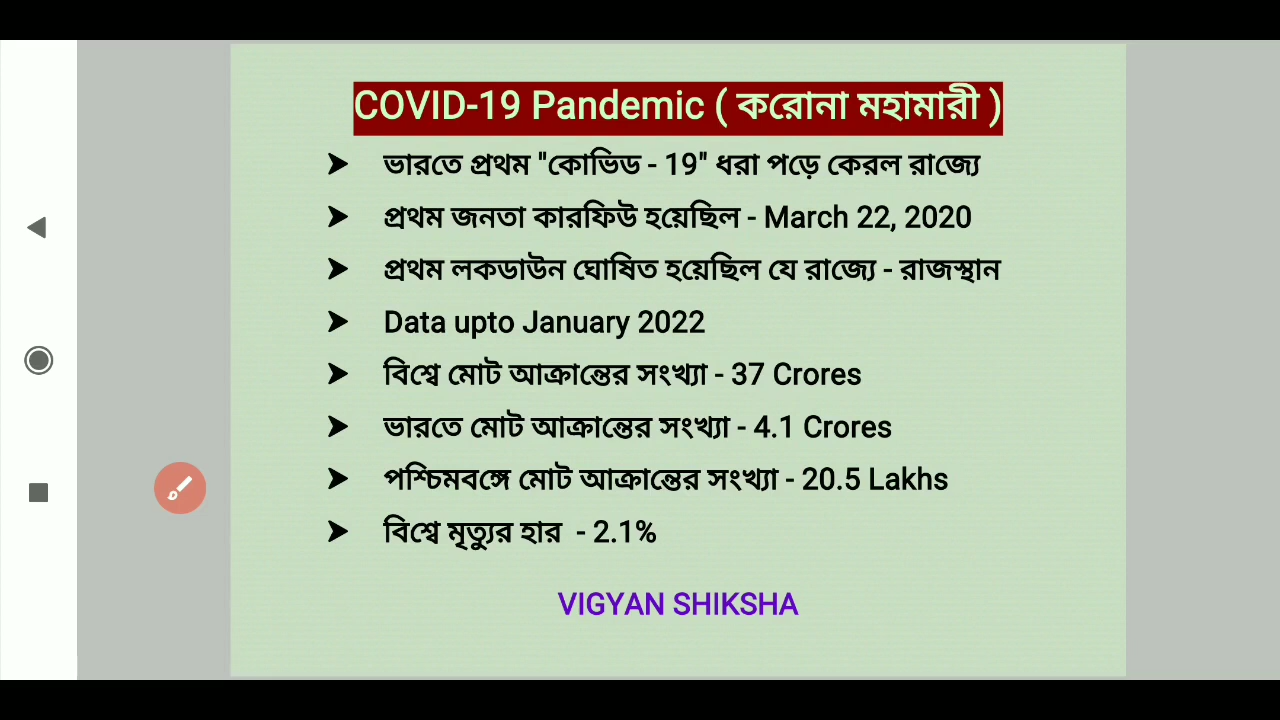 COVID-19 Pandemic ( করোনা মহামারী )
➤ ভারতে প্রথম "কোভিড - 19" ধরা পড়ে কেরল রাজ্যে
➤ প্রথম জনতা কারফিউ হয়েছিল - March 22, 2020
➤ প্রথম লকডাউন ঘোষিত হয়েছিল যে রাজ্যে - রাজস্থান
➤ Data upto January 2022
➤ বিশ্বে মোট আক্রান্তের সংখ্যা - 37 Crores
➤ ভারতে মোট আক্রান্তের সংখ্যা - 4.1 Crores
➤ পশ্চিমবঙ্গে মোট আক্রান্তের সংখ্যা - 20.5 Lakhs
➤ বিশ্বে মৃত্যুর হার - 2.1%
VIGYAN SHIKSHA